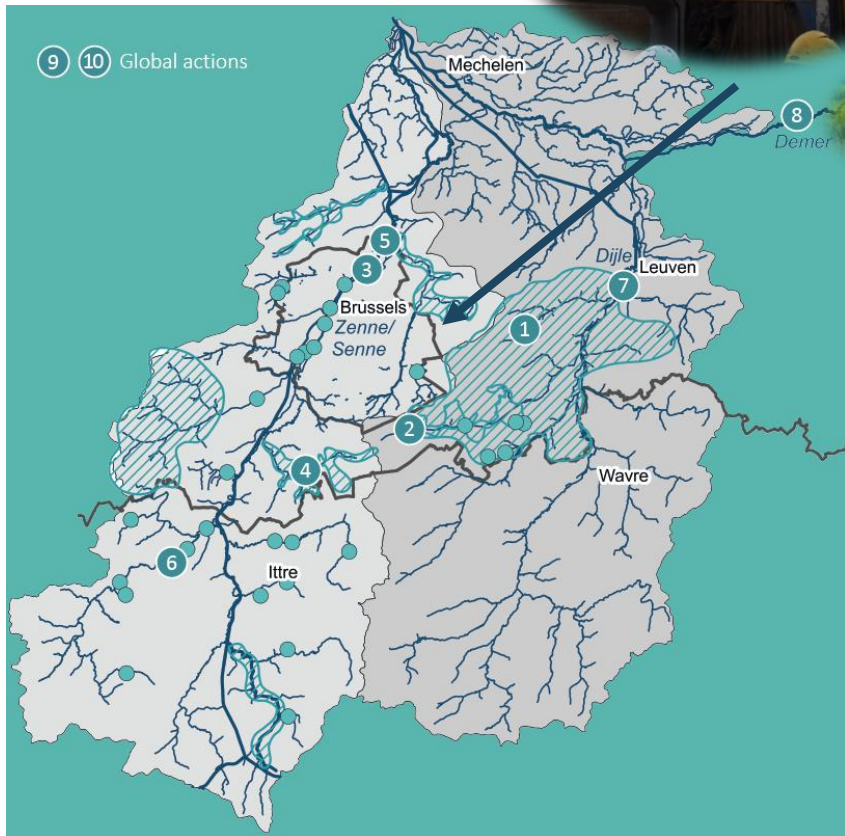 9 10 Global actions
Mechelen
8
Demer
5
Dijle
Leuven
3
7
Brussels
1
Zenne/
Senne
2
4
Wavre
6
Ittre